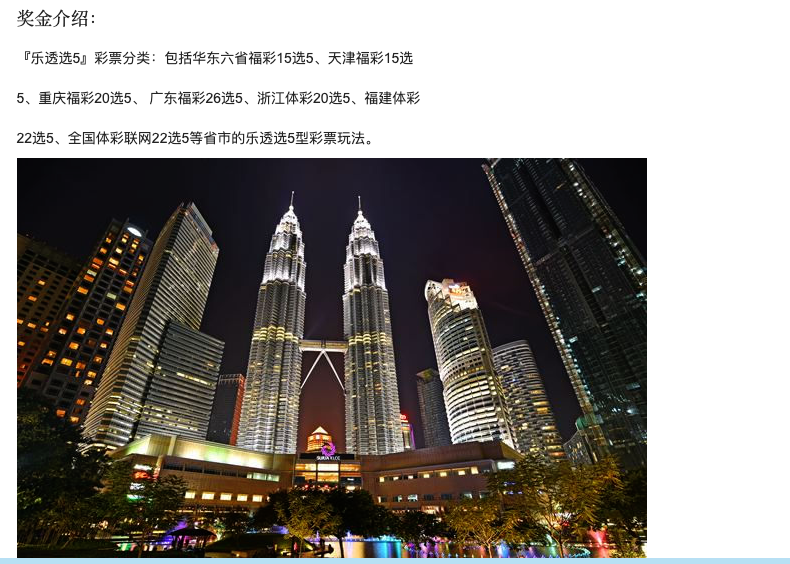 奖金介绍：
『乐透选5』彩票分类：包括华东六省福彩15选5、天津福彩15选
5、重庆福彩20选5、 广东福彩26选5、浙江体彩20选5、福建体彩
22选5、全国体彩联网22选5等省市的乐透选5型彩票玩法。
SURIA KLCC